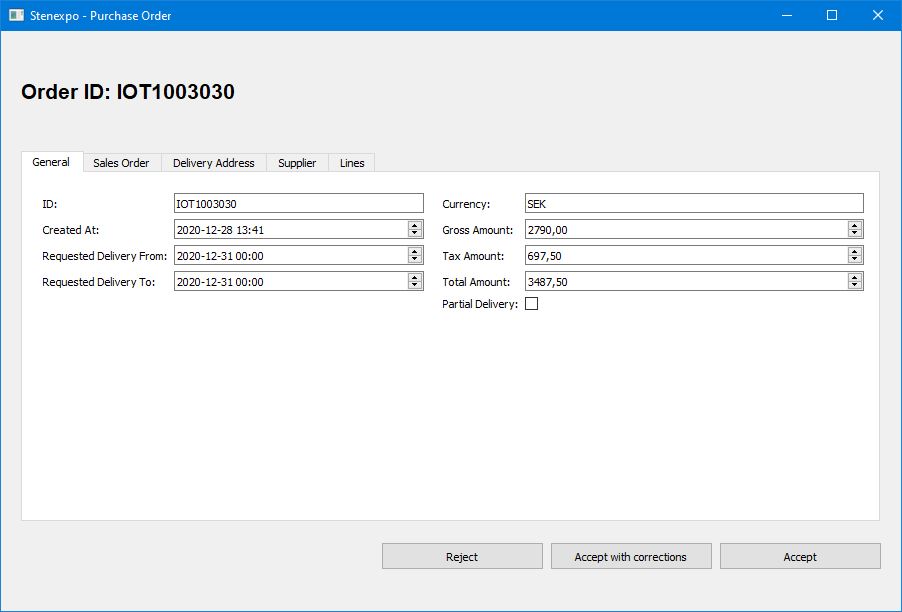 Stenexpo - Purchase Order
Order ID: IOT1003030
General Sales Order Delivery Address Supplier Lines
ID: IOT1003030 Currency: SEK
Created At: 2020-12-28 13:41 Gross Amount: 2790,00
Requested Delivery From: 2020-12-31 00:00 Tax Amount: 697,50
Requested Delivery To: 2020-12-31 00:00 Total Amount: 3487,50
Partial Delivery:
Reject Accept with corrections Accept